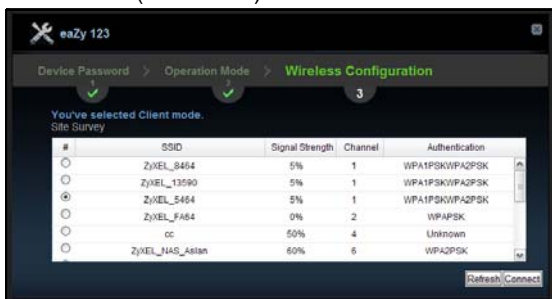 eaZy 123
Device Password > Operation Mode > Wireless Configuration
1 2 3
You've selected Client mode.
Site Survey
# SSID Signal Strength Channel Authentication
ZyXEL_8464 5% 1 WPA1PSKWPA2PSK
ZyXEL_13590 5% 1 WPA1PSKWPA2PSK
ZyXEL_5464 5% 1 WPA1PSKWPA2PSK
ZyXEL_FA64 0% 2 WPAPSK
cc 50% 4 Unknown
ZyXEL_NAS_Asian 60% 6 WPA2PSK
Refresh Connect